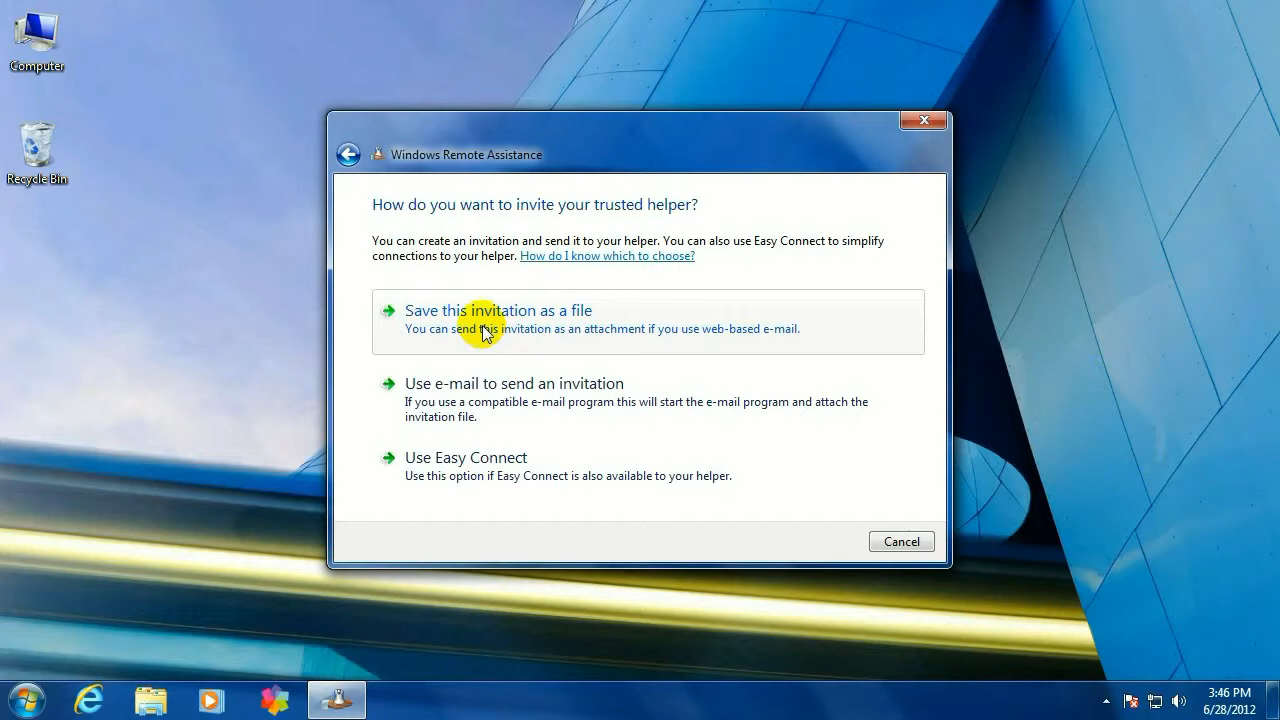 Computer
Recycle Bin
Windows Remote Assistance
How do you want to invite your trusted helper?
You can create an invitation and send it to your helper. You can also use Easy Connect to simplify
connections to your helper. How do I know which to choose?
Save this invitation as a file
You can send this invitation as an attachment if you use web-based e-mail.
Use e-mail to send an invitation
If you use a compatible e-mail program this will start the e-mail program and attach the
invitation file.
Use Easy Connect
Use this option if Easy Connect is also available to your helper.
Cancel
3:46 PM
6/28/2012